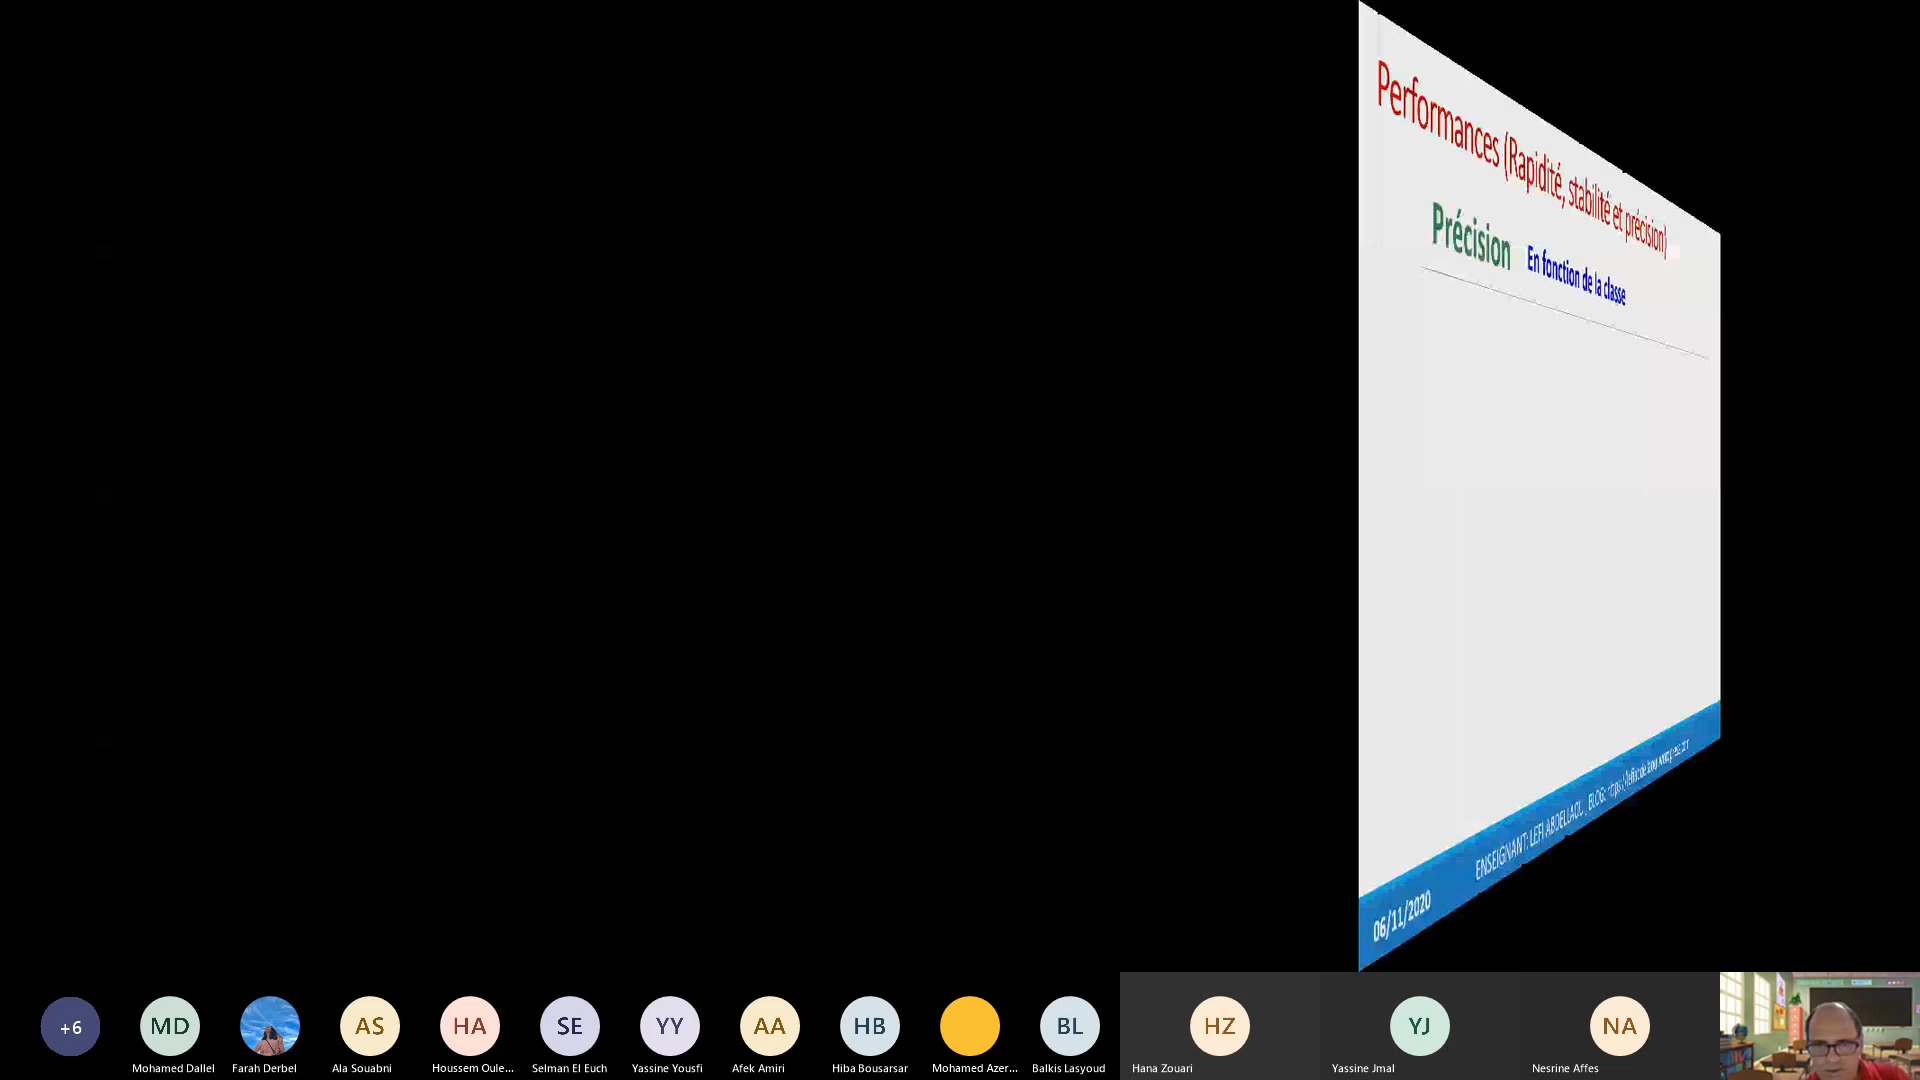 Performances (Rapidité, stabilité et précision)
Précision En fonction de la classe
06/11/2020 ENSEIGNANT: LEFI ABDELLAOUI, BLOG:
+6
MD
AS
HA
SE
YY
AA
HB
BL
HZ
YJ
NA
Mohamed Dallel
Farah Derbel
Ala Souabni
Houssem Oule...
Selman El Euch
Yassine Yousfi
Afek Amiri
Hiba Bousarsar
Mohamed Azer...
Balkis Lasyoud
Hana Zouari
Yassine Jmal
Nesrine Affes